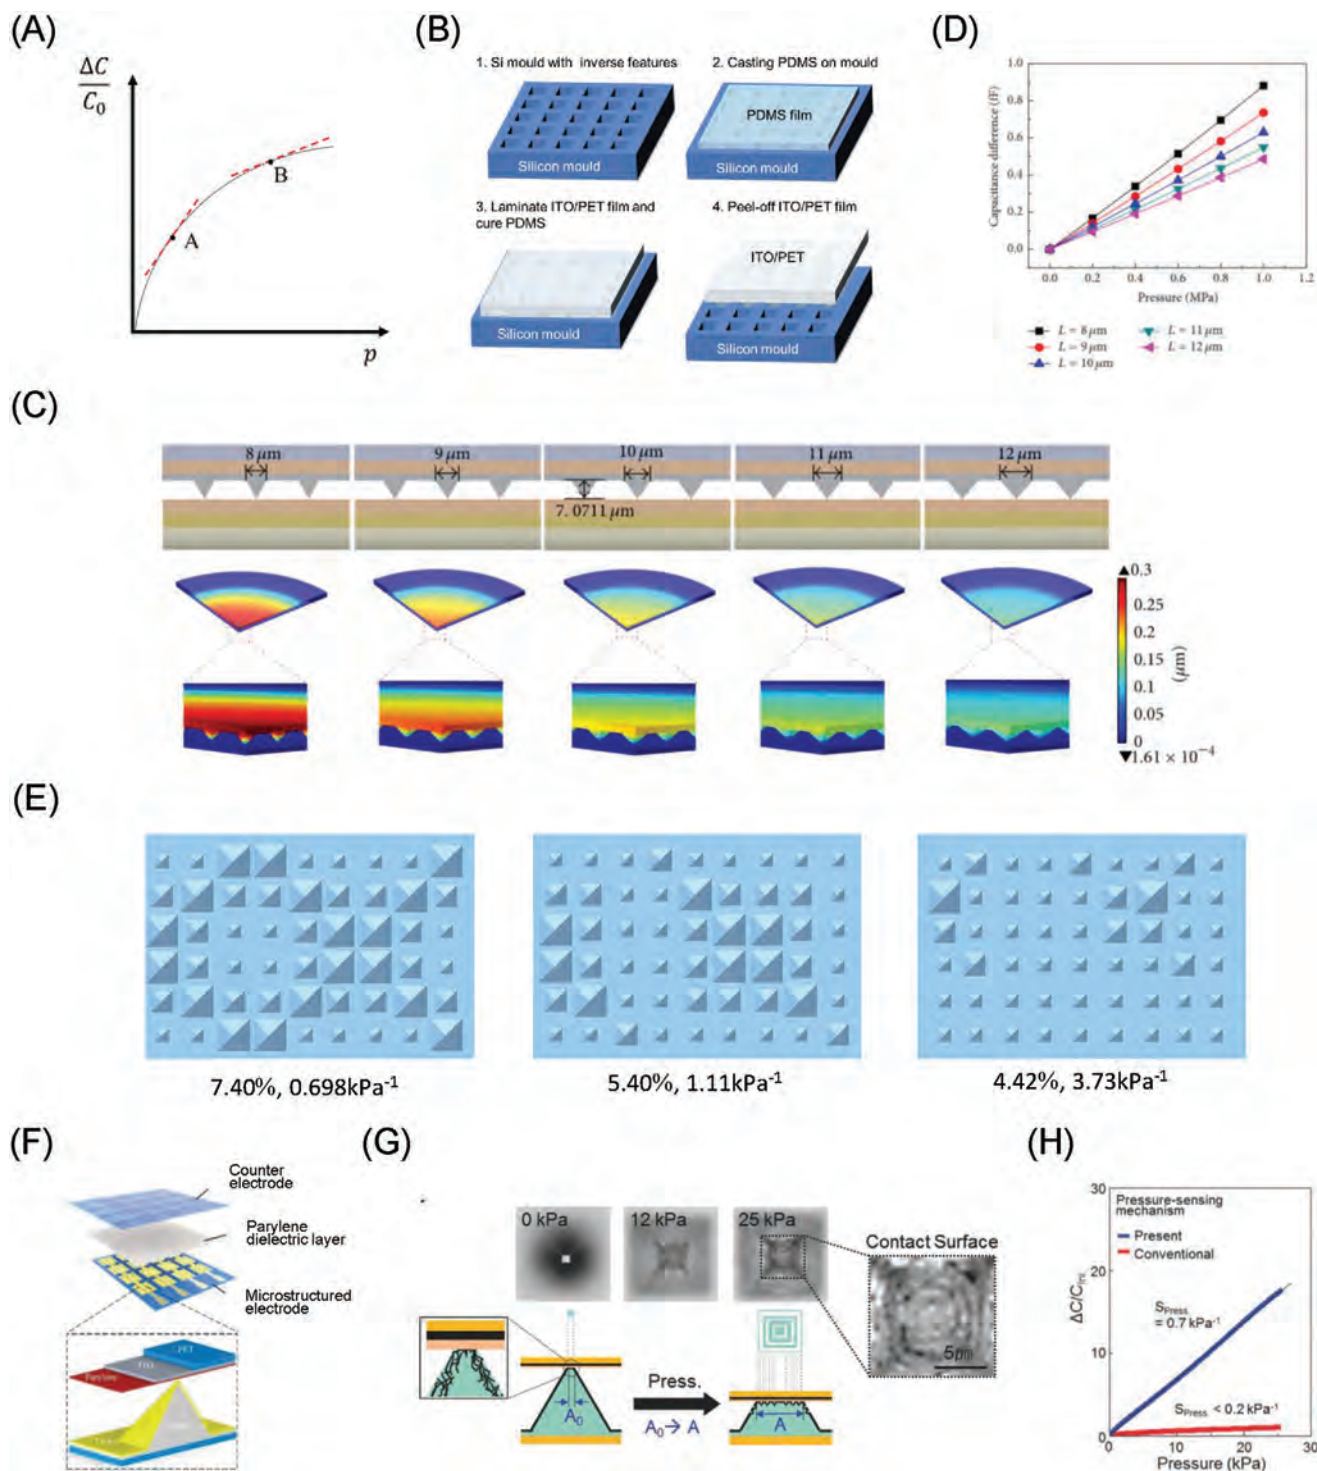 (A)
ΔC
C₀
A
B
p
(B)
1. Si mould with inverse features
2. Casting PDMS on mould
PDMS film
Silicon mould
Silicon mould
3. Laminate ITO/PET film and
cure PDMS
4. Peel-off ITO/PET film
ITO/PET
Silicon mould
Silicon mould
(D)
Capacitance difference (fF)
1.0
0.8
0.6
0.4
0.2
0.0
0.0 0.2 0.4 0.6 0.8 1.0 1.2
Pressure (MPa)
L = 8 μm
L = 11 μm
L = 9 μm
L = 12 μm
L = 10 μm
(C)
8 μm
9 μm
10 μm
11 μm
12 μm
7. 0711 μm
▲0.3
0.25
0.2
0.15
0.1
0.05
0
▼1.61 × 10⁻⁴
(μm)
(E)
7.40%, 0.698kPa⁻¹
5.40%, 1.11kPa⁻¹
4.42%, 3.73kPa⁻¹
(F)
Counter
electrode
Parylene
dielectric layer
Microstructured
electrode
PET
Parylene
(G)
0 kPa
12 kPa
25 kPa
Contact Surface
5㎛
A₀
Press.
A₀→ A
A
(H)
ΔC/C_ini
30
20
10
0
Pressure-sensing
mechanism
Present
Conventional
S_Press
= 0.7 kPa⁻¹
S_Press < 0.2 kPa⁻¹
0 10 20 30
Pressure (kPa)